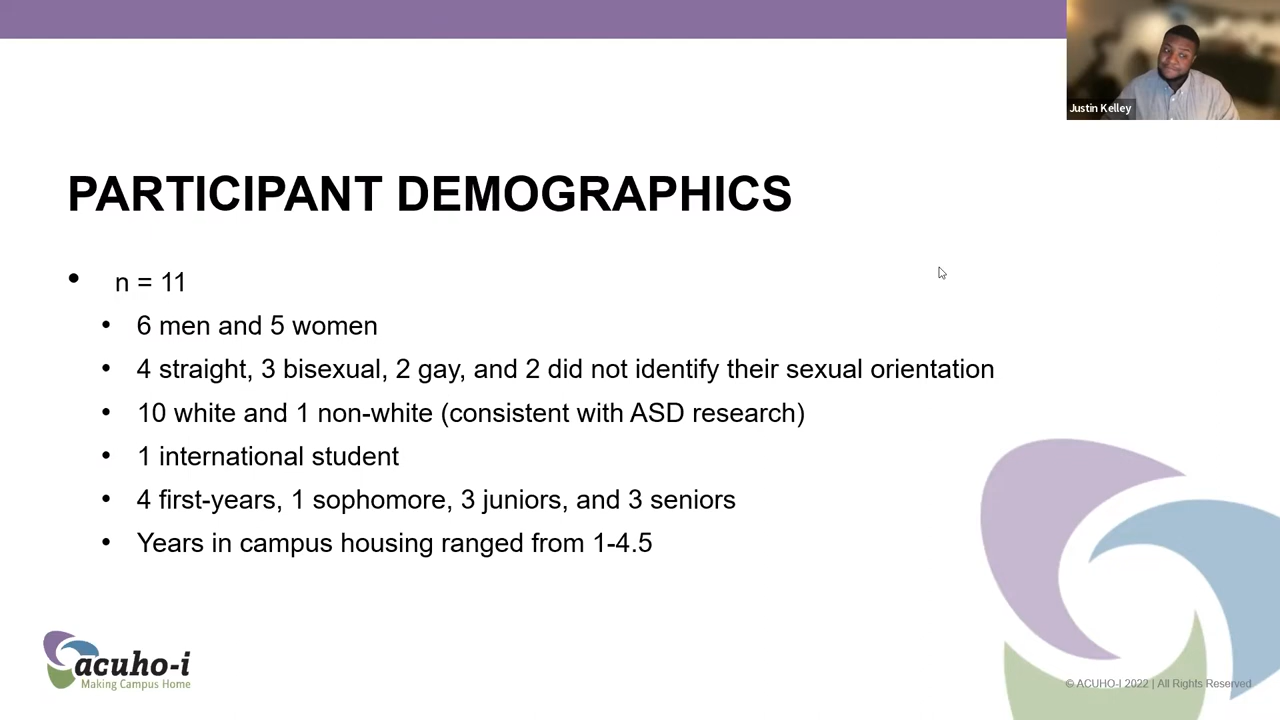 Justin Kelley
PARTICIPANT DEMOGRAPHICS
• n = 11
• 6 men and 5 women
• 4 straight, 3 bisexual, 2 gay, and 2 did not identify their sexual orientation
• 10 white and 1 non-white (consistent with ASD research)
• 1 international student
• 4 first-years, 1 sophomore, 3 juniors, and 3 seniors
• Years in campus housing ranged from 1-4.5
acuho-i
Making Campus Home
© ACUHO-I 2022 | All Rights Reserved